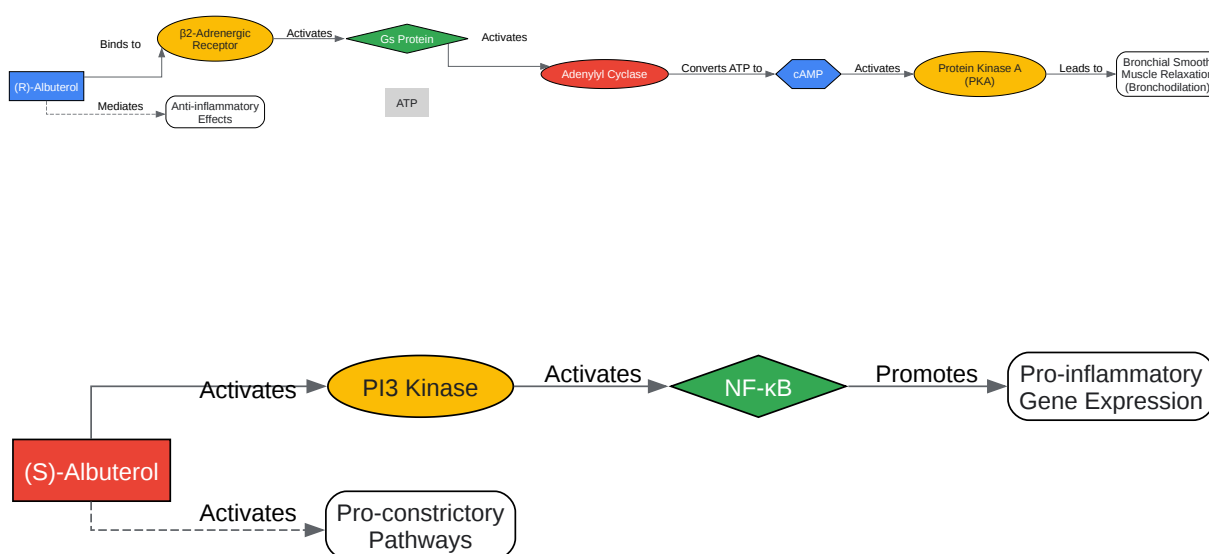 β2-Adrenergic
Receptor
Activates
Gs Protein
Activates
Binds to
(R)-Albuterol
Adenylyl Cyclase
Converts ATP to
cAMP
Activates
Protein Kinase A
(PKA)
Leads to
Bronchial Smooth
Muscle Relaxation
(Bronchodilation)
Mediates
Anti-inflammatory
Effects
ATP
Activates
PI3 Kinase
Activates
NF-κB
Promotes
Pro-inflammatory
Gene Expression
(S)-Albuterol
Activates
Pro-constrictory
Pathways